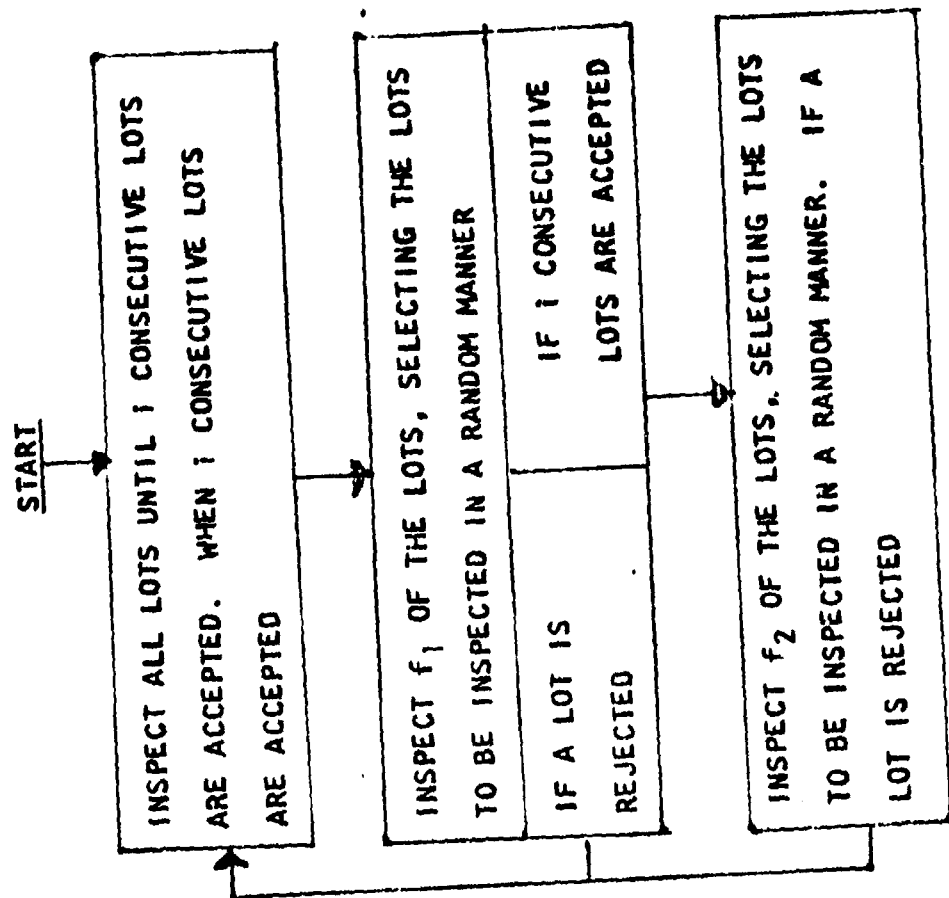 START
INSPECT ALL LOTS UNTIL i CONSECUTIVE LOTS
ARE ACCEPTED. WHEN i CONSECUTIVE LOTS
ARE ACCEPTED
INSPECT f₁ OF THE LOTS, SELECTING THE LOTS
TO BE INSPECTED IN A RANDOM MANNER
IF A LOT IS
REJECTED
IF i CONSECUTIVE
LOTS ARE ACCEPTED
INSPECT f₂ OF THE LOTS, SELECTING THE LOTS
TO BE INSPECTED IN A RANDOM MANNER. IF A
LOT IS REJECTED